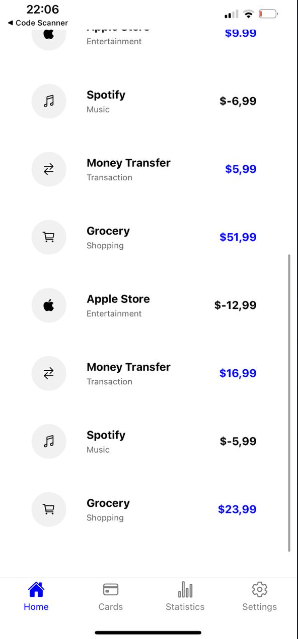 22:06
◀ Code Scanner
Apple Store
$9.99
Entertainment
Spotify
$-6,99
Music
Money Transfer
$5,99
Transaction
Grocery
$51,99
Shopping
Apple Store
$-12,99
Entertainment
Money Transfer
$16,99
Transaction
Spotify
$-5,99
Music
Grocery
$23,99
Shopping
Home
Cards
Statistics
Settings